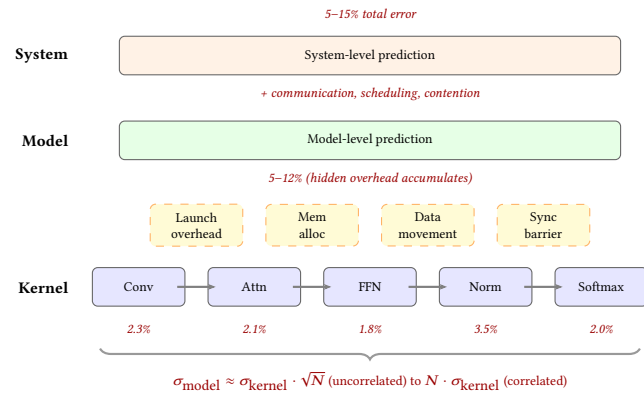 5–15% total error
System
System-level prediction
+ communication, scheduling, contention
Model
Model-level prediction
5–12% (hidden overhead accumulates)
Launch overhead
Mem alloc
Data movement
Sync barrier
Kernel
Conv
Attn
FFN
Norm
Softmax
2.3%
2.1%
1.8%
3.5%
2.0%
σmodel ≈ σkernel · √N (uncorrelated) to N · σkernel (correlated)